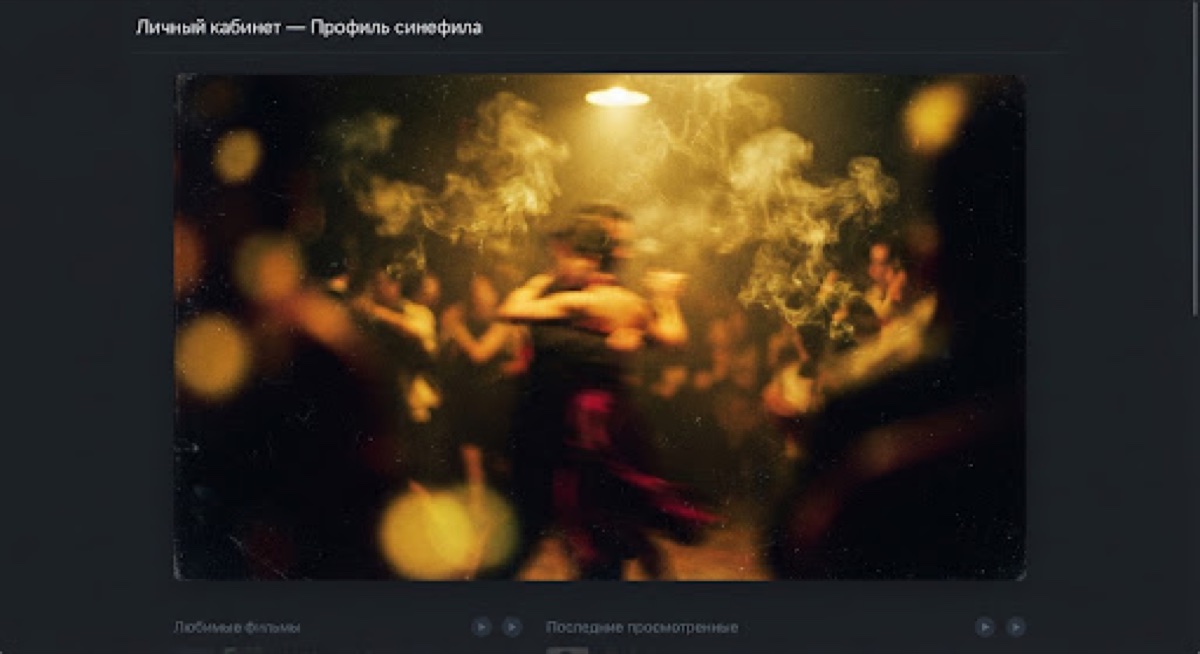 Личный кабинет — Профиль синефила
Любимые фильмы
Последние просмотренные